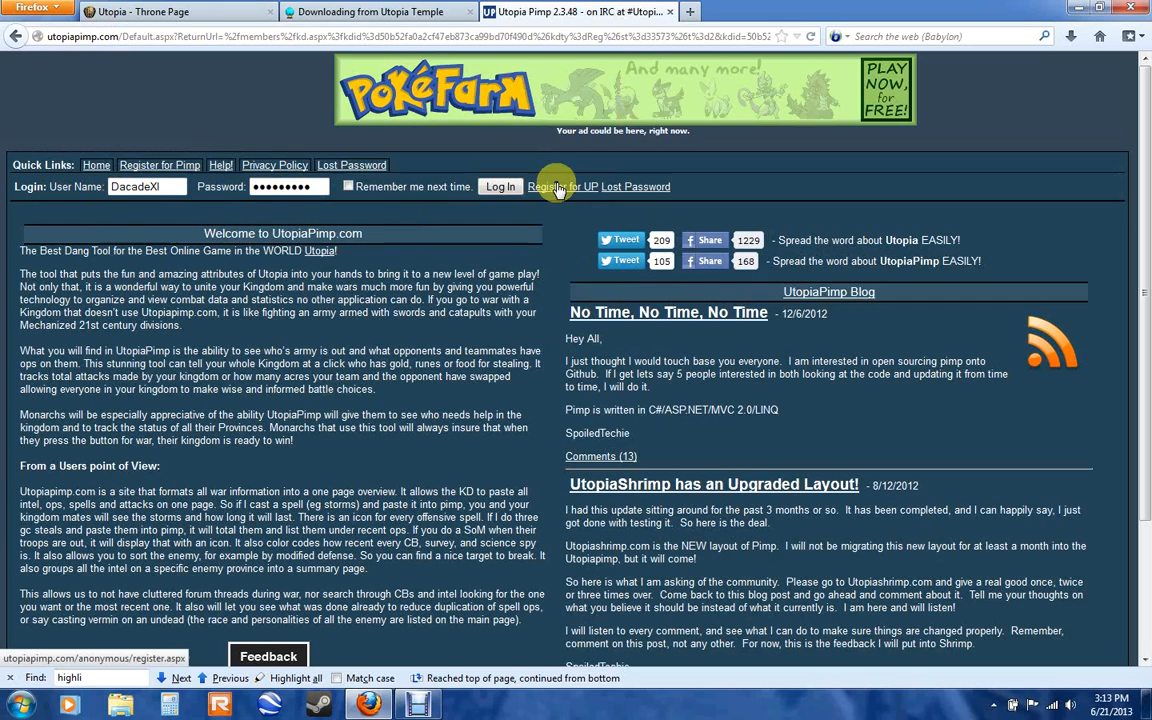 Firefox
Utopia - Throne Page
Downloading from Utopia Temple
UP Utopia Pimp 2.3.48 - on IRC at #Utopi...
utopiapimp.com/Default.aspx?ReturnUrl=%2fmembers%2fkd.aspx%3fkdid%3d50b52fa0cf0ab4876b873ca99bd70f490d%26kdty%3dReg%26st%3d33573%26t%3d2&kdid=50b52
Search the web (Babylon)
PokéFarm
And many more!
PLAY NOW, for FREE!
Your ad could be here, right now.
Quick Links: Home Register for Pimp Help! Privacy Policy Lost Password
Login: User Name: DacadeXI Password: ●●●●●●●●● Remember me next time. Log In Register for UP Lost Password
Welcome to UtopiaPimp.com
The Best Dang Tool for the Best Online Game in the WORLD Utopia!
The tool that puts the fun and amazing attributes of Utopia into your hands to bring it to a new level of game play!
Not only that, it is a wonderful way to unite your Kingdom and make wars much more fun by giving you powerful
technology to organize and view combat data and statistics no other application can do. If you go to war with a
Kingdom that doesn't use Utopiapimp.com, it is like fighting an army armed with swords and catapults with your
Mechanized 21st century divisions.
What you will find in UtopiaPimp is the ability to see who's army is out and what opponents and teammates have
ops on them. This stunning tool can tell your whole Kingdom at a click who has gold, runes or food for stealing. It
tracks total attacks made by your kingdom or how many acres your team and the opponent have swapped
allowing everyone in your kingdom to make wise and informed battle choices.
Monarchs will be especially appreciative of the ability UtopiaPimp will give them to see who needs help in the
kingdom and to track the status of all their Provinces. Monarchs that use this tool will always insure that when
they press the button for war, their kingdom is ready to win!
From a Users point of View:
Utopiapimp.com is a site that formats all war information into a one page overview. It allows the KD to paste all
intel, ops, spells and attacks on one page. So if I cast a spell (eg storms) and paste it into pimp, you and your
kingdom mates will see the storms and how long it will last. There is an icon for every offensive spell. If I do three
gc steals and paste them into pimp, it will total them and list them under recent ops. If you do a SoM when their
troops are out, it will display that with an icon. It also color codes how recent every CB, survey, and science spy
is. It also allows you to sort the enemy, for example by modified defense. So you can find a nice target to break. It
also groups all the intel on a specific enemy province into a summary page.
This allows us to not have cluttered forum threads during war, nor search through CBs and intel looking for the one
you want or the most recent one. It also will let you see what was done already to reduce duplication of spell ops,
or say casting vermin on an undead (the race and personalities of all the enemy are listed on the main page).
Feedback
Tweet 209 Share 1229 - Spread the word about Utopia EASILY!
Tweet 105 Share 168 - Spread the word about UtopiaPimp EASILY!
UtopiaPimp Blog
No Time, No Time, No Time - 12/6/2012
Hey All,
I just thought I would touch base you everyone. I am interested in open sourcing pimp onto
Github. If I get lets say 5 people interested in both looking at the code and updating it from time
to time, I will do it.
Pimp is written in C#/ASP.NET/MVC 2.0/LINQ
SpoiledTechie
Comments (13)
UtopiaShrimp has an Upgraded Layout! - 8/12/2012
I had this update sitting around for the past 3 months or so. It has been completed, and I can happily say, I just
got done with testing it. So here is the deal.
Utopiashrimp.com is the NEW layout of Pimp. I will not be migrating this new layout for at least a month into the
Utopiapimp, but it will come!
So here is what I am asking of the community. Please go to Utopiashrimp.com and give a real good once, twice
or three times over. Come back to this blog post and go ahead and comment about it. Tell me your thoughts on
what you believe it should be instead of what it currently is. I am here and will listen!
I will listen to every comment, and see what I can do to make sure things are changed properly. Remember,
comment on this post, not any other. For now, this is the feedback I will put into Shrimp.
SpoiledTechie
utopiapimp.com/anonymous/register.aspx
Find: highli Next Previous Highlight all Match case Reached top of page, continued from bottom
3:13 PM
6/21/2013